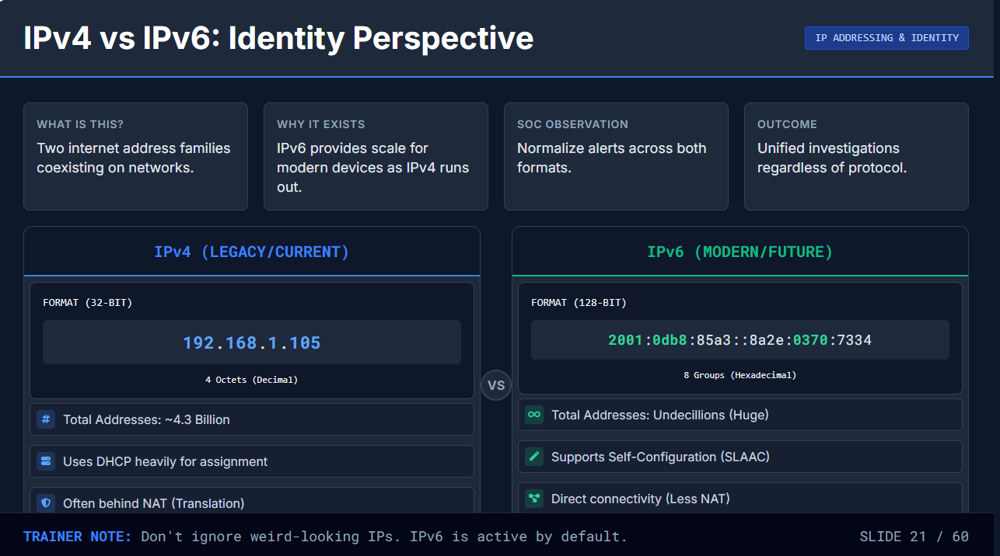 IPv4 vs IPv6: Identity Perspective
IP ADDRESSING & IDENTITY
WHAT IS THIS?
Two internet address families
coexisting on networks.
WHY IT EXISTS
IPv6 provides scale for
modern devices as IPv4 runs
out.
SOC OBSERVATION
Normalize alerts across both
formats.
OUTCOME
Unified investigations
regardless of protocol.
IPv4 (LEGACY/CURRENT)
FORMAT (32-BIT)
192.168.1.105
4 Octets (Decimal)
# Total Addresses: ~4.3 Billion
Uses DHCP heavily for assignment
Often behind NAT (Translation)
VS
IPv6 (MODERN/FUTURE)
FORMAT (128-BIT)
2001:0db8:85a3::8a2e:0370:7334
8 Groups (Hexadecimal)
Total Addresses: Undecillions (Huge)
Supports Self-Configuration (SLAAC)
Direct connectivity (Less NAT)
TRAINER NOTE: Don't ignore weird-looking IPs. IPv6 is active by default.
SLIDE 21 / 60